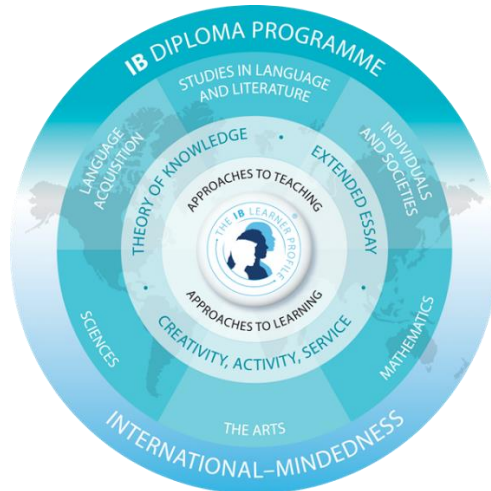 IB DIPLOMA PROGRAMME
STUDIES IN LANGUAGE
AND LITERATURE
LANGUAGE
ACQUISITION
INDIVIDUALS
AND SOCIETIES
THEORY OF KNOWLEDGE
•
EXTENDED ESSAY
•
CREATIVITY, ACTIVITY, SERVICE
•
APPROACHES TO TEACHING
THE IB LEARNER PROFILE
®
APPROACHES TO LEARNING
SCIENCES
MATHEMATICS
THE ARTS
INTERNATIONAL–MINDEDNESS